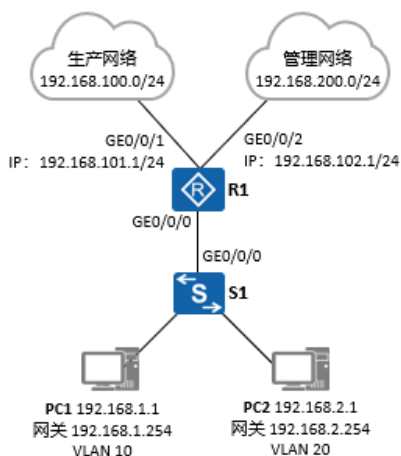 生产网络
192.168.100.0/24
管理网络
192.168.200.0/24
GE0/0/1
IP：192.168.101.1/24
GE0/0/2
IP：192.168.102.1/24
R
R1
GE0/0/0
GE0/0/0
S
S1
PC1 192.168.1.1
网关 192.168.1.254
VLAN 10
PC2 192.168.2.1
网关 192.168.2.254
VLAN 20